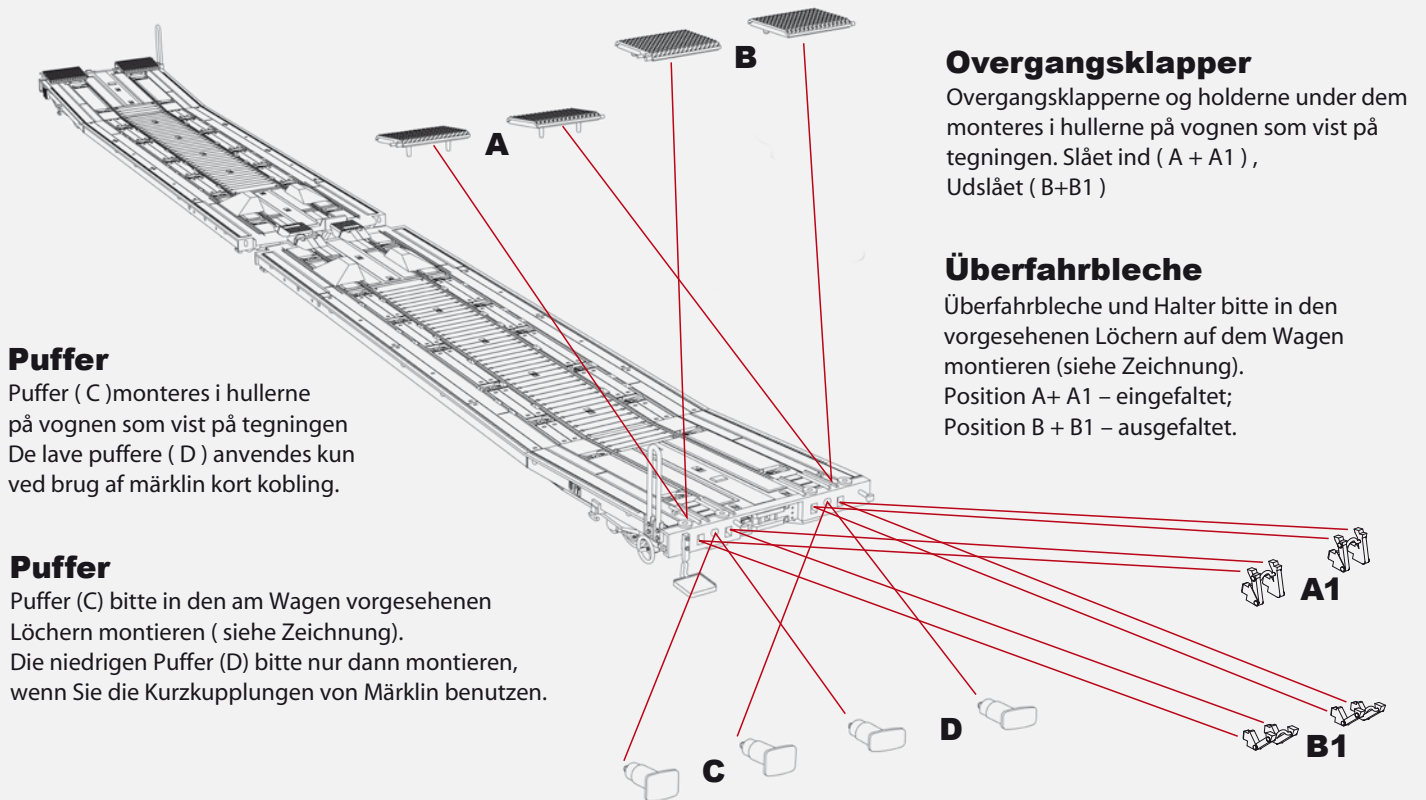 B
A
Overgangsklapper
Overgangsklapperne og holderne under dem
monteres i hullerne på vognen som vist på
tegningen. Slået ind ( A + A1 ) ,
Udslået ( B+B1 )
Überfahrbleche
Überfahrbleche und Halter bitte in den
vorgesehenen Löchern auf dem Wagen
montieren (siehe Zeichnung).
Position A+ A1 – eingefaltet;
Position B + B1 – ausgefaltet.
Puffer
Puffer ( C )monteres i hullerne
på vognen som vist på tegningen
De lave puffere ( D ) anvendes kun
ved brug af märklin kort kobling.
Puffer
Puffer (C) bitte in den am Wagen vorgesehenen
Löchern montieren ( siehe Zeichnung).
Die niedrigen Puffer (D) bitte nur dann montieren,
wenn Sie die Kurzkupplungen von Märklin benutzen.
A1
D
B1
C